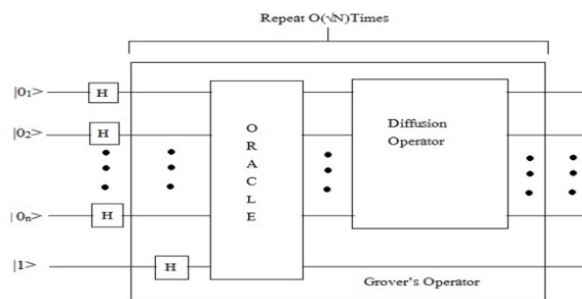 Repeat O(√N)Times
|0₁>
H
|0₂>
H
|0ₙ>
H
|1>
H
O
R
A
C
L
E
Diffusion
Operator
Grover's Operator